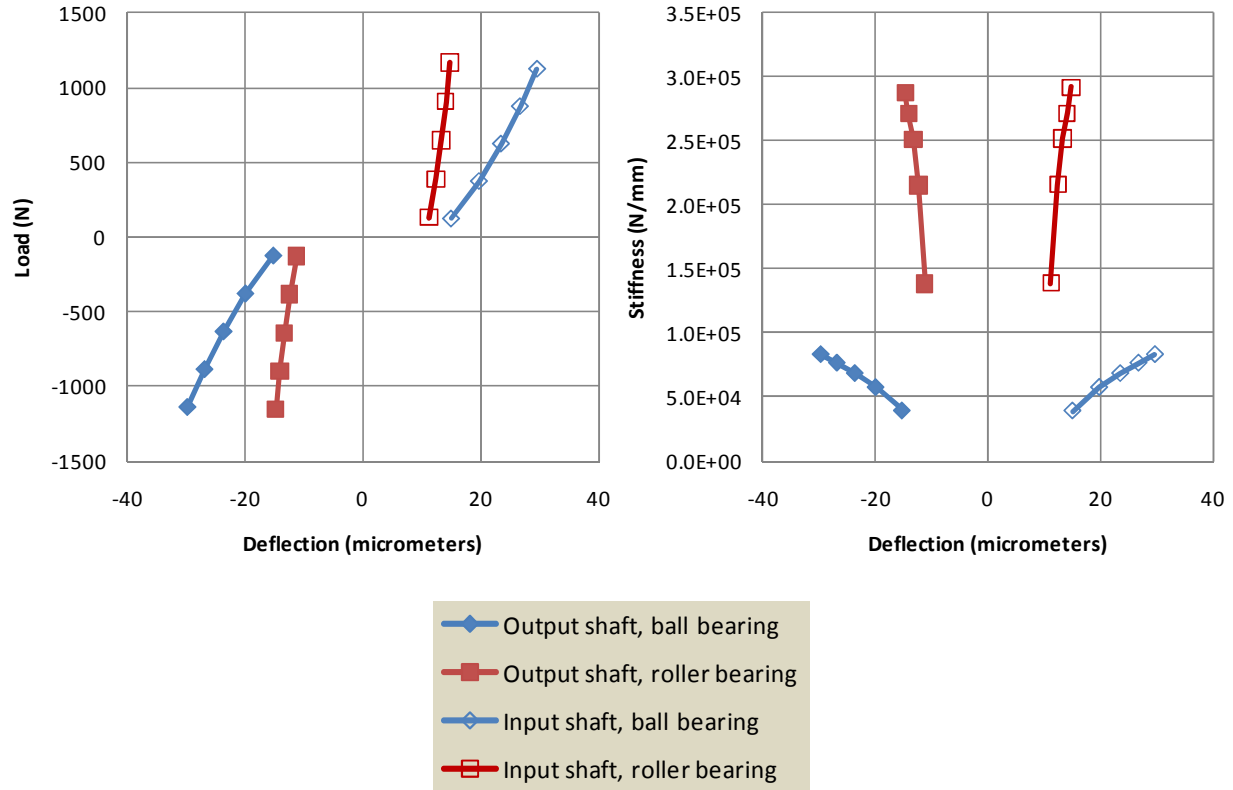 1500
1000
500
0
-500
-1000
-1500
Load (N)
-40 -20 0 20 40
Deflection (micrometers)
3.5E+05
3.0E+05
2.5E+05
2.0E+05
1.5E+05
1.0E+05
5.0E+04
0.0E+00
Stiffness (N/mm)
-40 -20 0 20 40
Deflection (micrometers)
Output shaft, ball bearing
Output shaft, roller bearing
Input shaft, ball bearing
Input shaft, roller bearing